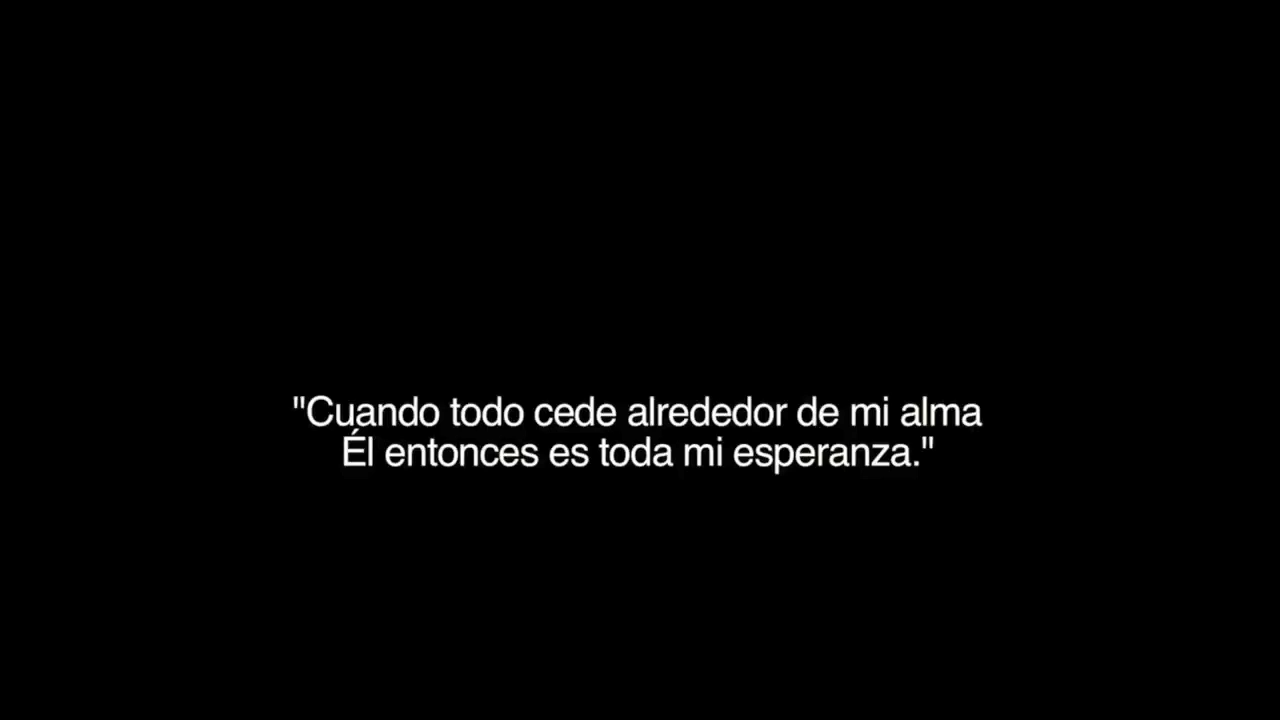 "Cuando todo cede alrededor de mi alma
Él entonces es toda mi esperanza."